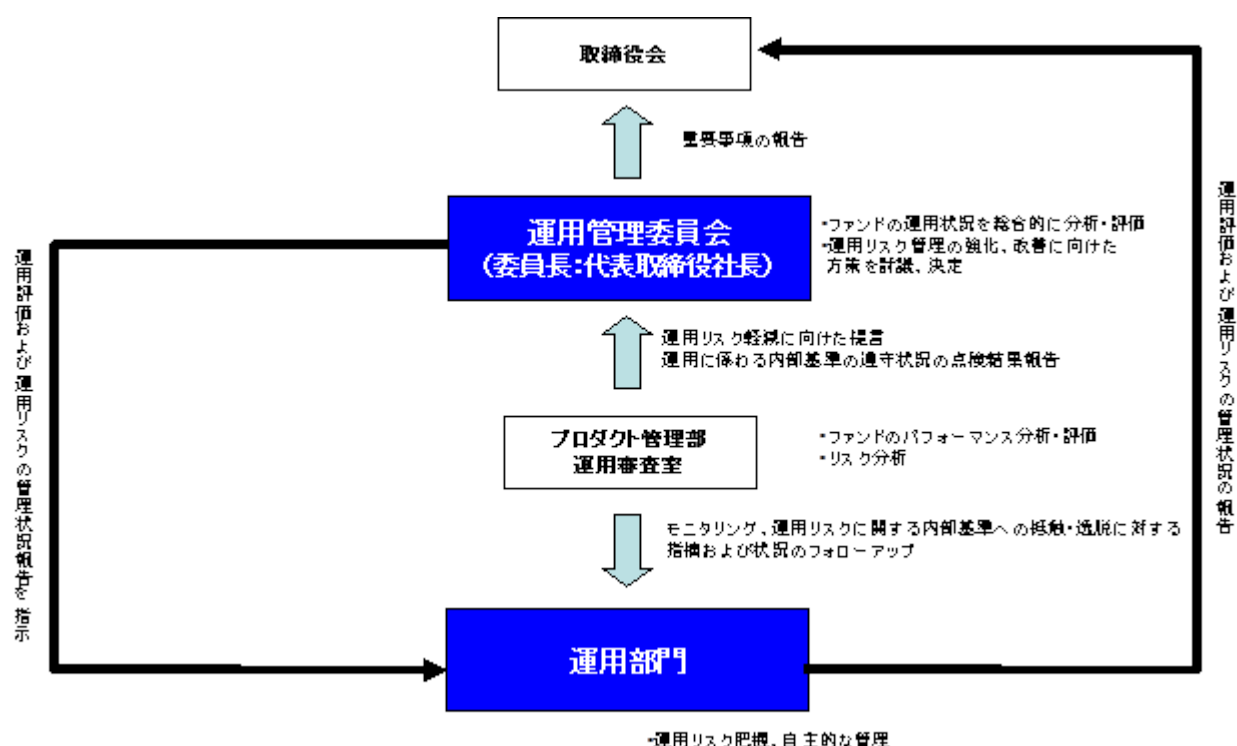 取締役会
重要事項の報告
運用管理委員会
(委員長:代表取締役社長)
・ファンドの運用状況を総合的に分析・評価
・運用リスク管理の強化、改善に向けた
方策を討議、決定
運用リスク軽減に向けた提言
運用に係わる内部基準の遵守状況の点検結果報告
プロダクト管理部
運用審査室
・ファンドのパフォーマンス分析・評価
・リスク分析
モニタリング、運用リスクに関する内部基準への抵触・逸脱に対する
指摘および状況のフォローアップ
運用部門
・運用リスク把握、自主的な管理
運用評価および運用リスクの管理状況報告を指示
運用評価および運用リスクの管理状況の報告